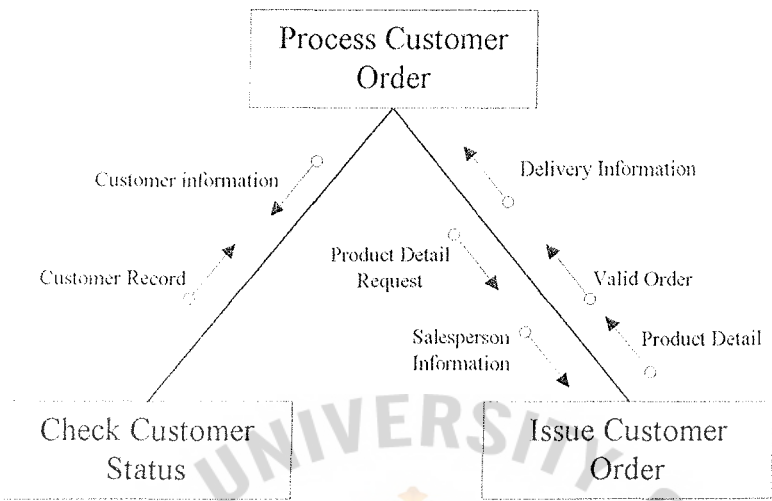 Process Customer
Order
Customer information
Delivery Information
Product Detail
Request
Customer Record
Valid Order
Salesperson
Information
Product Detail
Check Customer
Status
Issue Customer
Order
UNIVERSITY